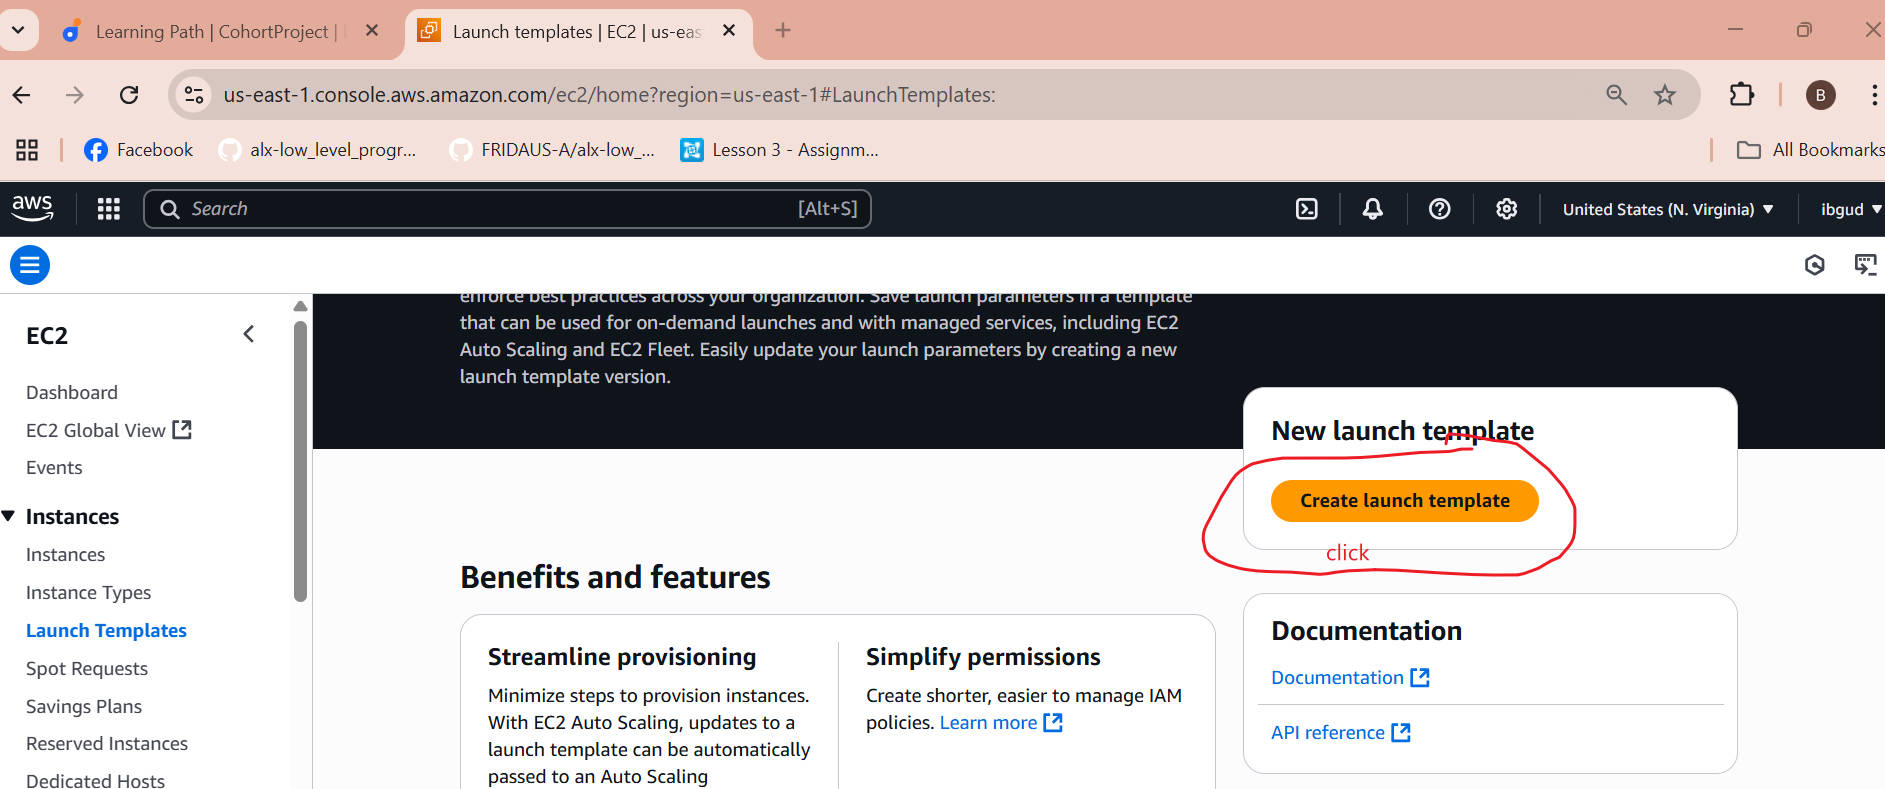 Learning Path | CohortProject |
Launch templates | EC2 | us-eas
us-east-1.console.aws.amazon.com/ec2/home?region=us-east-1#LaunchTemplates:
B
Facebook
alx-low_level_progr...
FRIDAUS-A/alx-low_...
Lesson 3 - Assignm...
All Bookmarks
aws
Search
[Alt+S]
United States (N. Virginia)
ibgud
EC2
Dashboard
EC2 Global View
Events
Instances
Instances
Instance Types
Launch Templates
Spot Requests
Savings Plans
Reserved Instances
Dedicated Hosts
enforce best practices across your organization. Save launch parameters in a template
that can be used for on-demand launches and with managed services, including EC2
Auto Scaling and EC2 Fleet. Easily update your launch parameters by creating a new
launch template version.
New launch template
Create launch template
click
Benefits and features
Streamline provisioning
Minimize steps to provision instances.
With EC2 Auto Scaling, updates to a
launch template can be automatically
passed to an Auto Scaling
Simplify permissions
Create shorter, easier to manage IAM
policies. Learn more
Documentation
Documentation
API reference